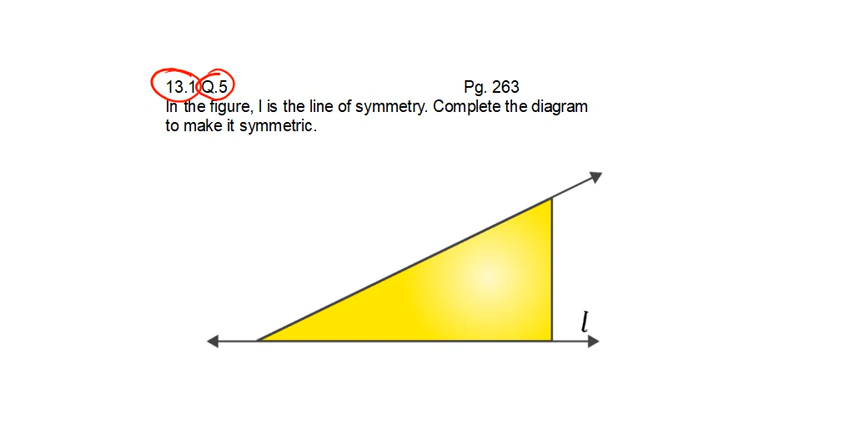 13.1 Q.5 Pg. 263
In the figure, l is the line of symmetry. Complete the diagram
to make it symmetric.
l